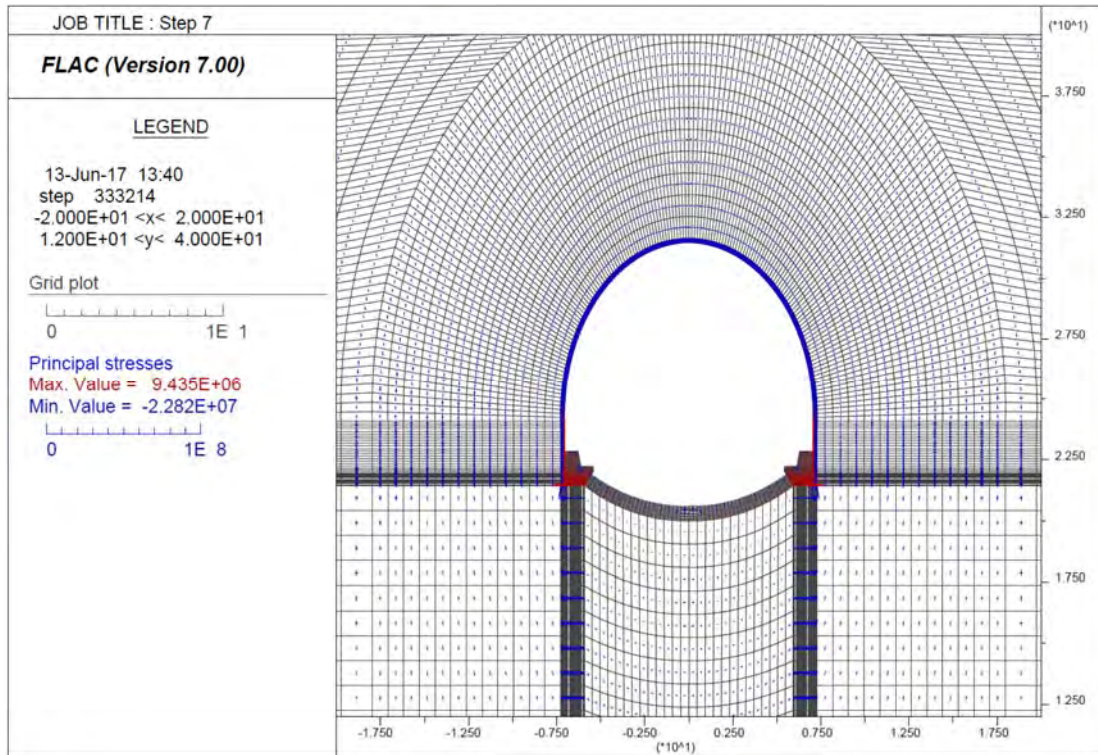 JOB TITLE : Step 7
(*10^1)
FLAC (Version 7.00)
LEGEND
13-Jun-17 13:40
step 333214
-2.000E+01 <x< 2.000E+01
1.200E+01 <y< 4.000E+01
Grid plot
0 1E 1
Principal stresses
Max. Value = 9.435E+06
Min. Value = -2.282E+07
0 1E 8
3.750
3.250
2.750
2.250
1.750
1.250
-1.750 -1.250 -0.750 -0.250 0.250 0.750 1.250 1.750
(*10^1)